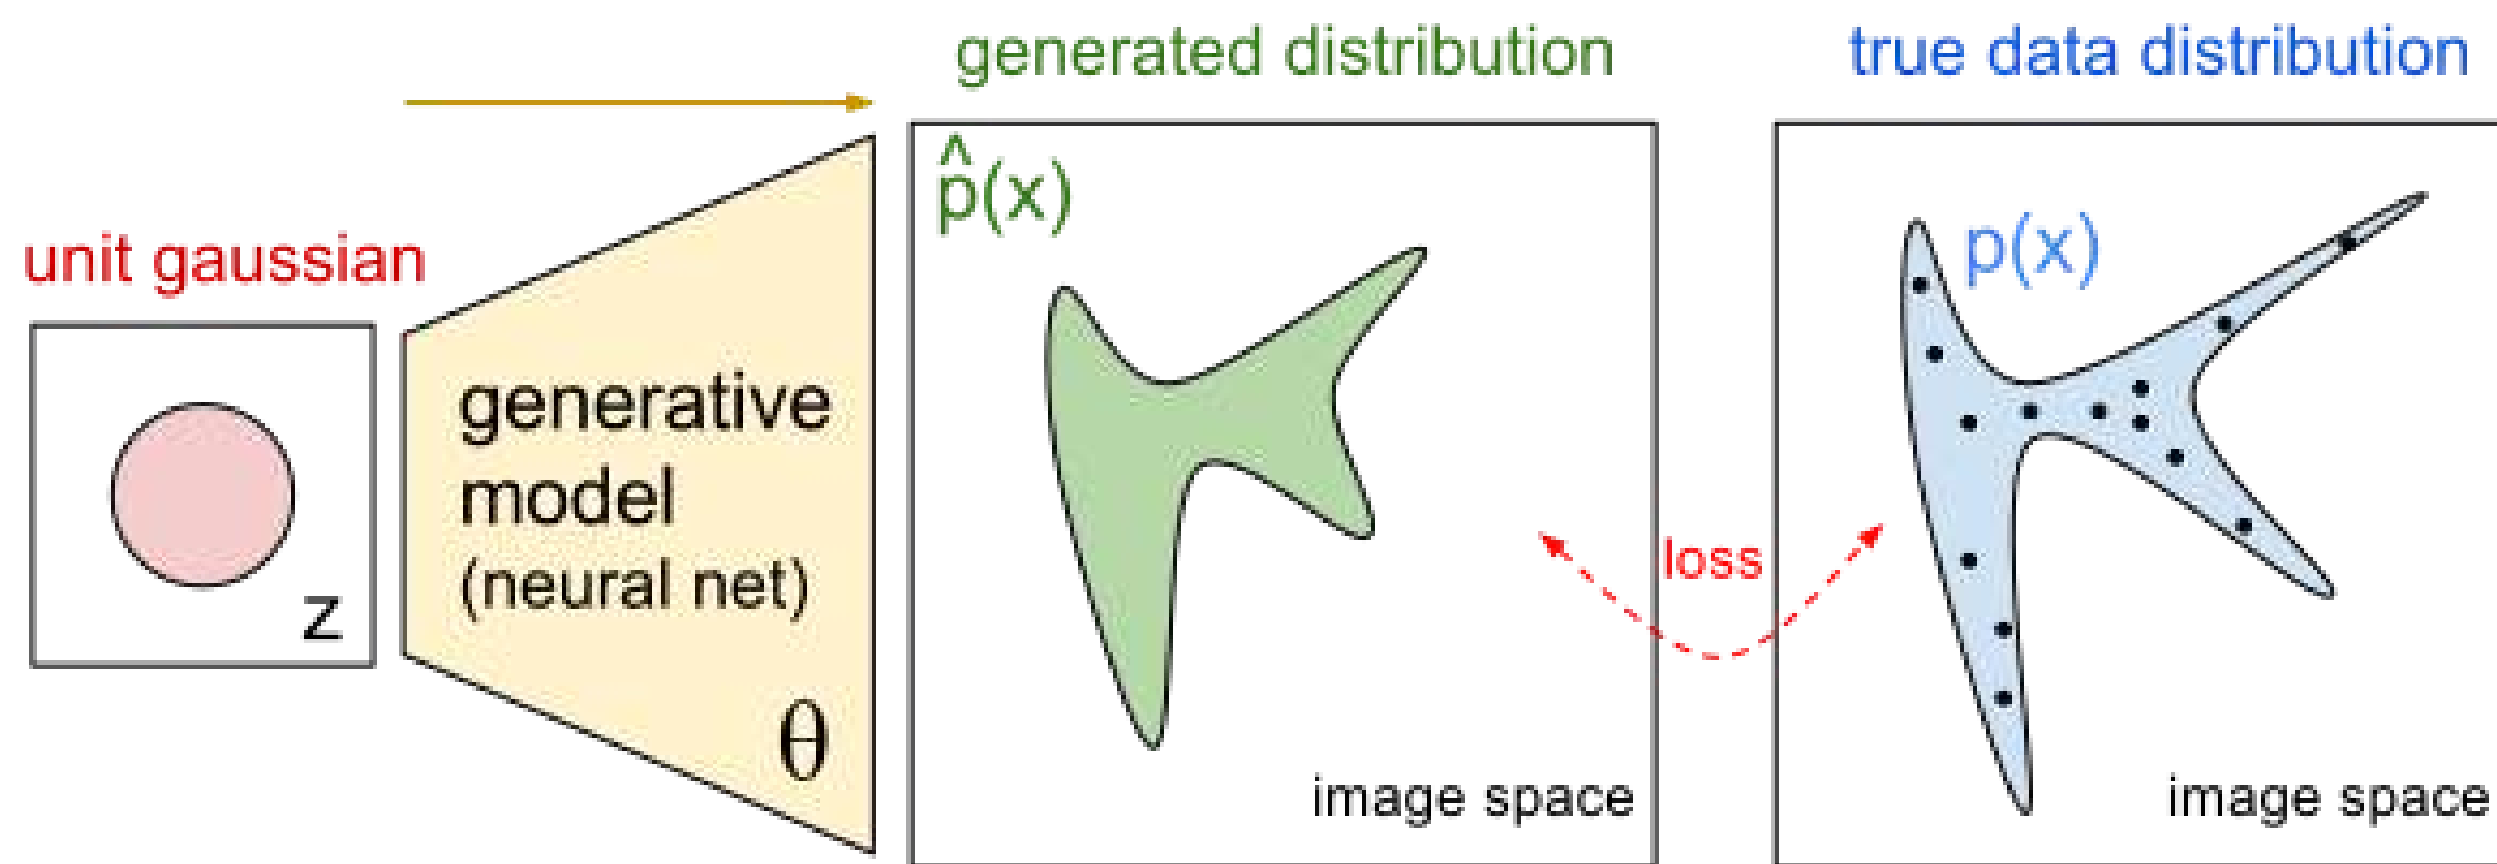 generated distribution
true data distribution
unit gaussian
z
generative
model
(neural net)
θ
p̂(x)
image space
loss
p(x)
image space